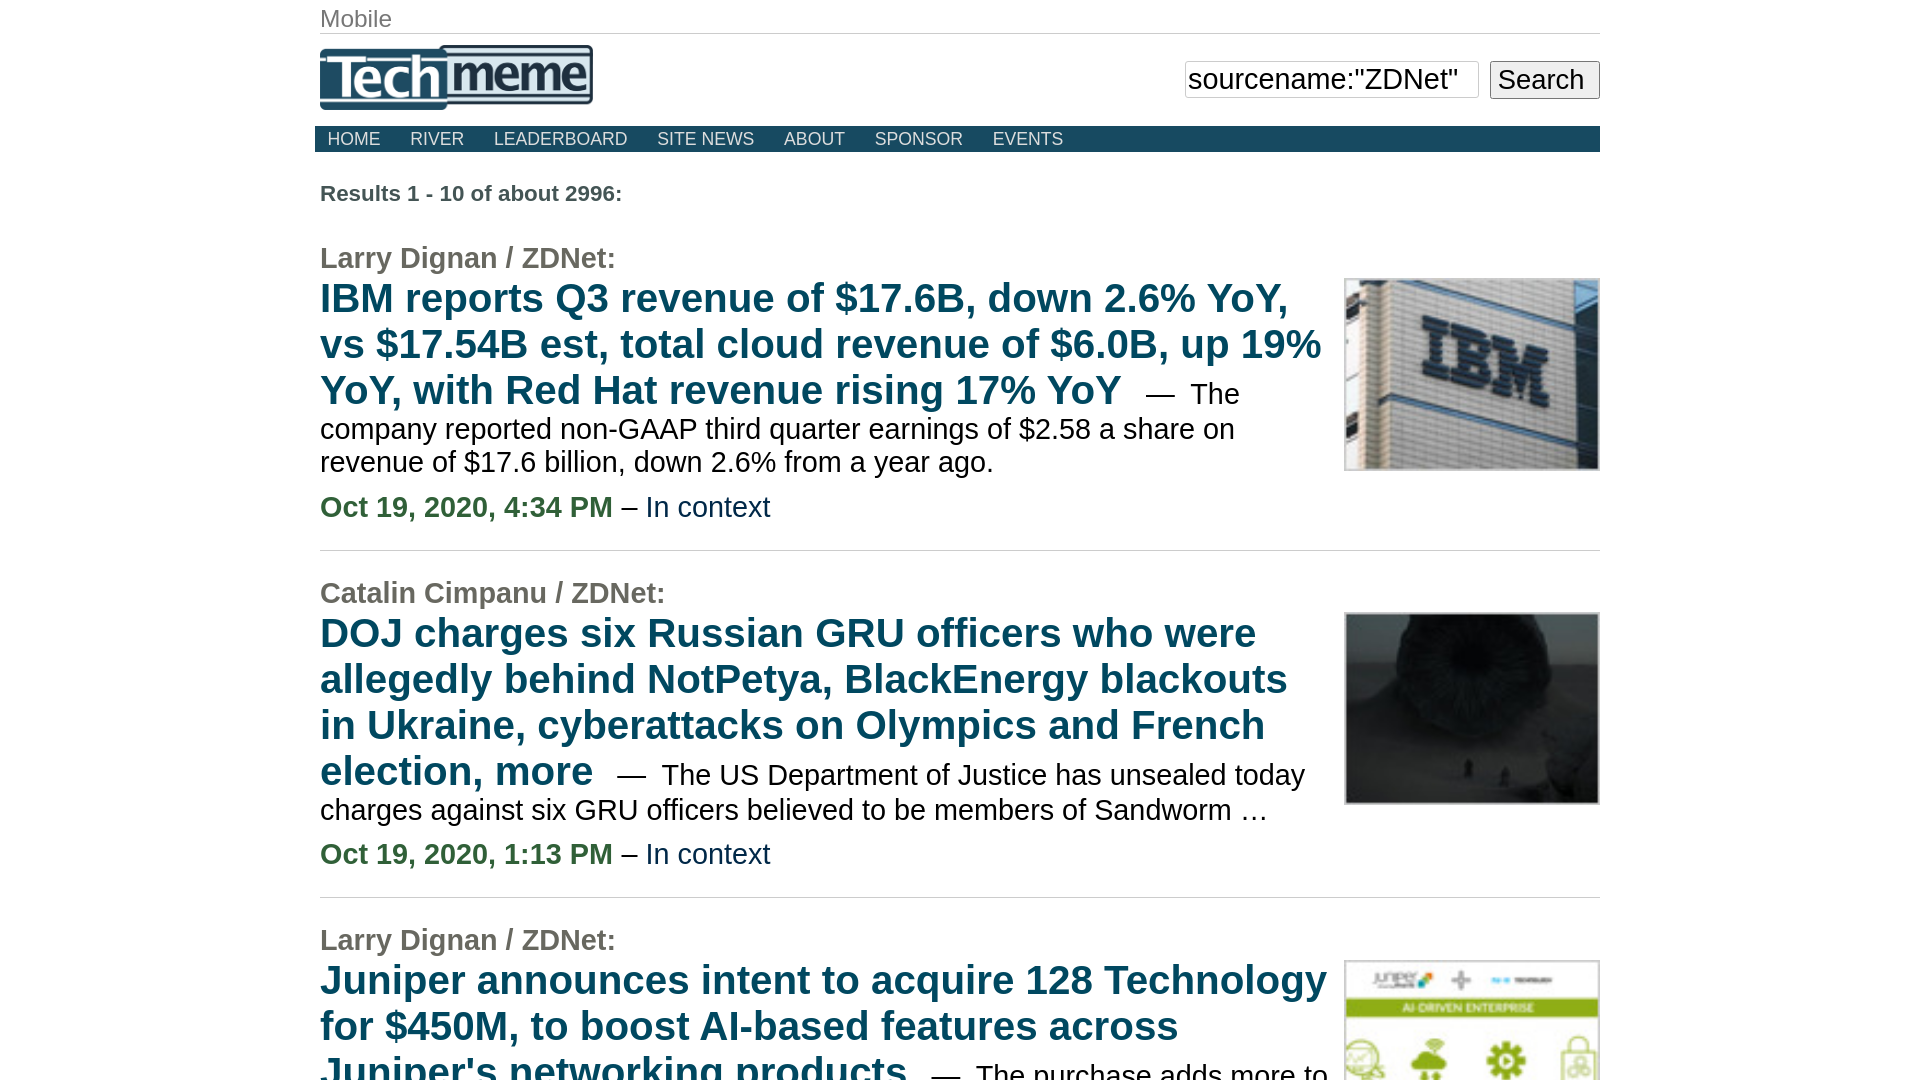 Mobile
Techmeme
sourcename:"ZDNet"
Search
HOME RIVER LEADERBOARD SITE NEWS ABOUT SPONSOR EVENTS
Results 1 - 10 of about 2996:
Larry Dignan / ZDNet:
IBM reports Q3 revenue of $17.6B, down 2.6% YoY,
vs $17.54B est, total cloud revenue of $6.0B, up 19%
YoY, with Red Hat revenue rising 17% YoY — The
company reported non-GAAP third quarter earnings of $2.58 a share on
revenue of $17.6 billion, down 2.6% from a year ago.
IBM
Oct 19, 2020, 4:34 PM – In context
Catalin Cimpanu / ZDNet:
DOJ charges six Russian GRU officers who were
allegedly behind NotPetya, BlackEnergy blackouts
in Ukraine, cyberattacks on Olympics and French
election, more — The US Department of Justice has unsealed today
charges against six GRU officers believed to be members of Sandworm …
Oct 19, 2020, 1:13 PM – In context
Larry Dignan / ZDNet:
Juniper announces intent to acquire 128 Technology
for $450M, to boost AI-based features across
Juniper's networking products — The purchase adds more to
Juniper
AI-DRIVEN ENTERPRISE